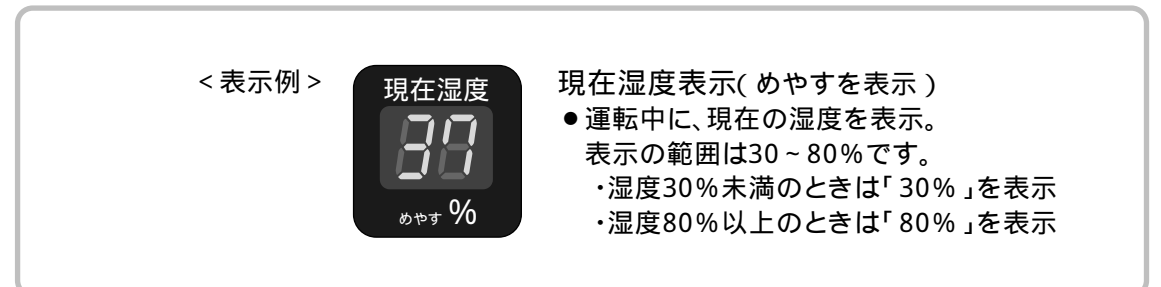 <表示例>
現在湿度
37
めやす %
現在湿度表示(めやすを表示)
●運転中に、現在の湿度を表示。
表示の範囲は30~80%です。
・湿度30%未満のときは「30%」を表示
・湿度80%以上のときは「80%」を表示